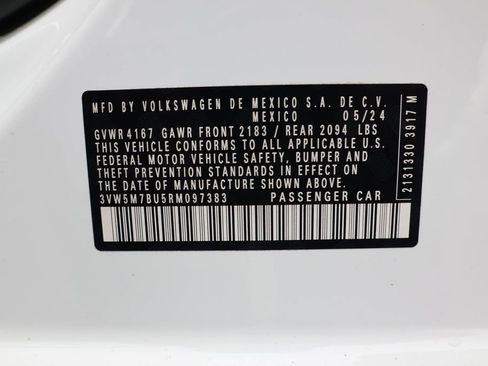 MFD BY VOLKSWAGEN DE MEXICO S.A. DE C.V.
MEXICO 05/24
GVWR 4167 GAWR FRONT 2183 / REAR 2094 LBS
THIS VEHICLE CONFORMS TO ALL APPLICABLE U.S.
FEDERAL MOTOR VEHICLE SAFETY, BUMPER AND
THEFT PREVENTION STANDARDS IN EFFECT ON
THE DATE OF MANUFACTURE SHOWN ABOVE.
3VW5M7BU5RM097383 PASSENGER CAR
2131330 3917 M